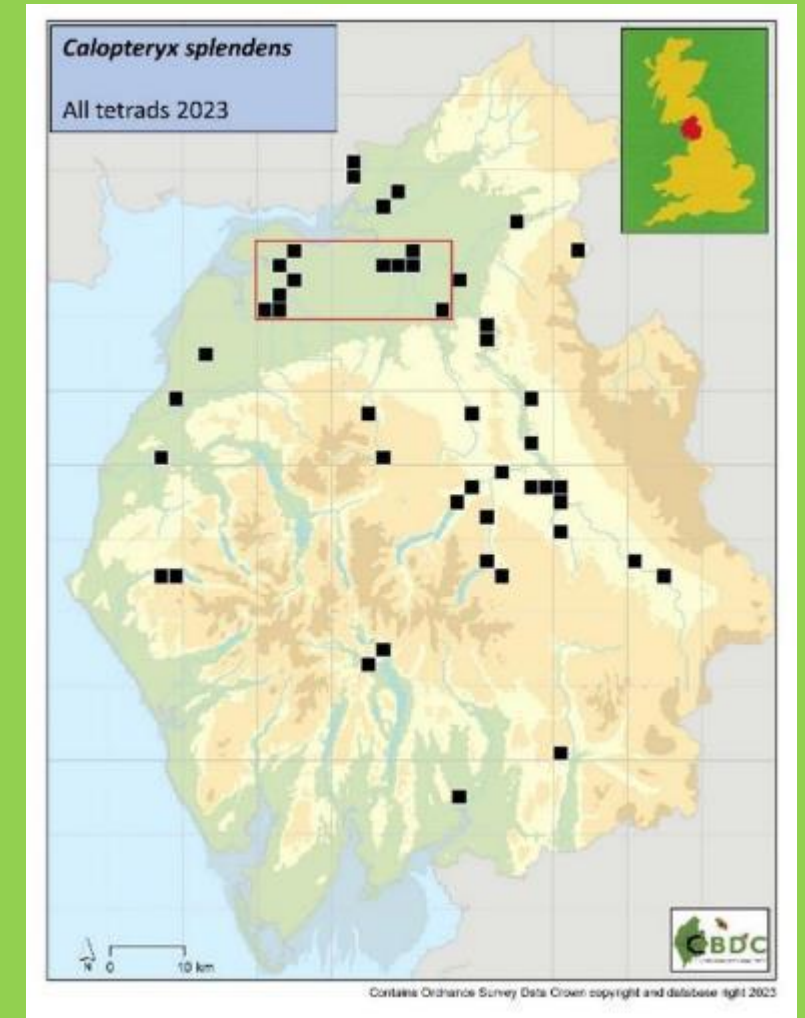 Calopteryx splendens
All tetrads 2023
N 0 10 km
CBDC
Contains Ordnance Survey Data Crown copyright and database right 2023